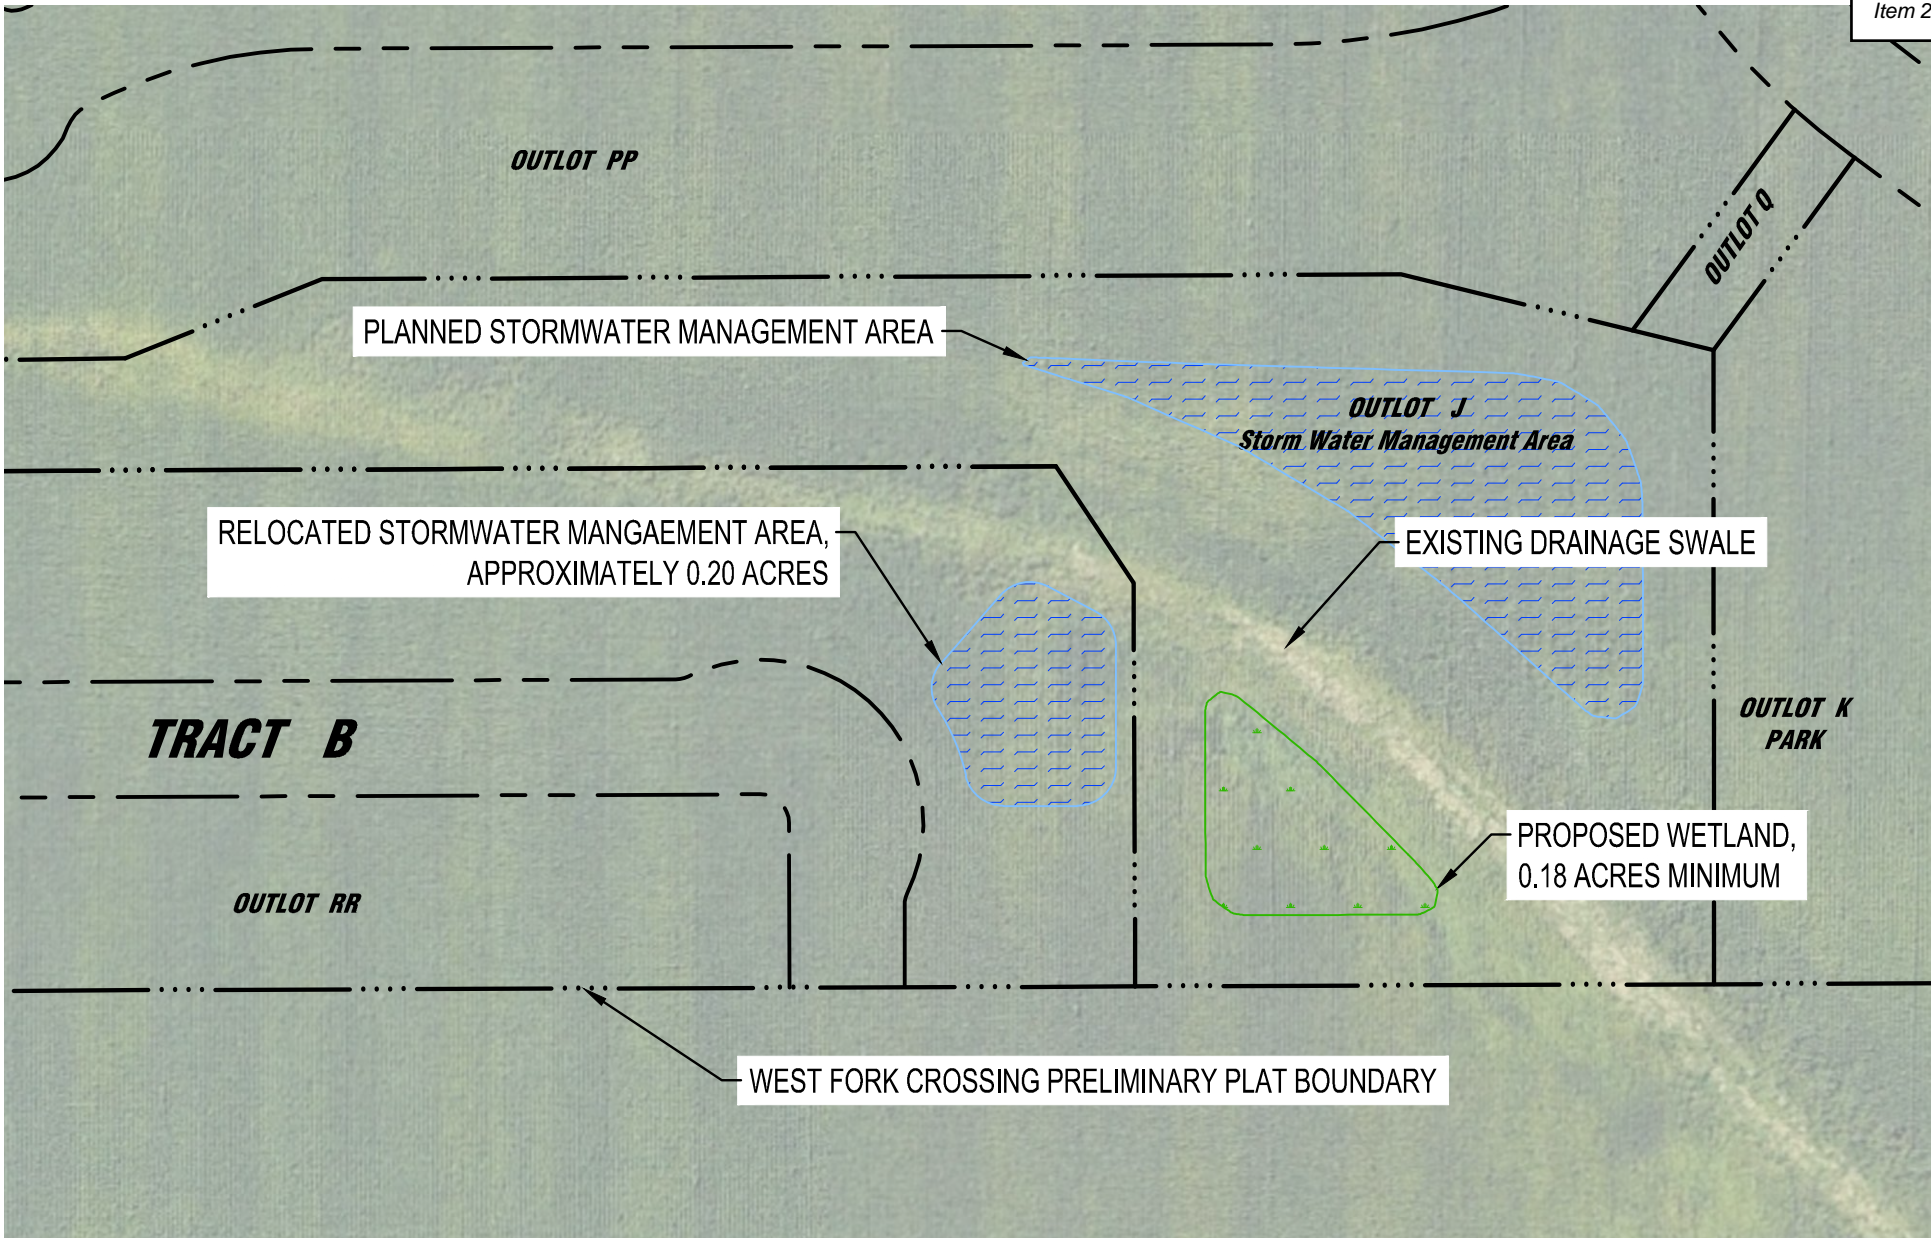 Item 2
OUTLOT PP
OUTLOT Q
PLANNED STORMWATER MANAGEMENT AREA
OUTLOT J
Storm Water Management Area
RELOCATED STORMWATER MANGAEMENT AREA,
APPROXIMATELY 0.20 ACRES
EXISTING DRAINAGE SWALE
TRACT B
OUTLOT K
PARK
PROPOSED WETLAND,
0.18 ACRES MINIMUM
OUTLOT RR
WEST FORK CROSSING PRELIMINARY PLAT BOUNDARY